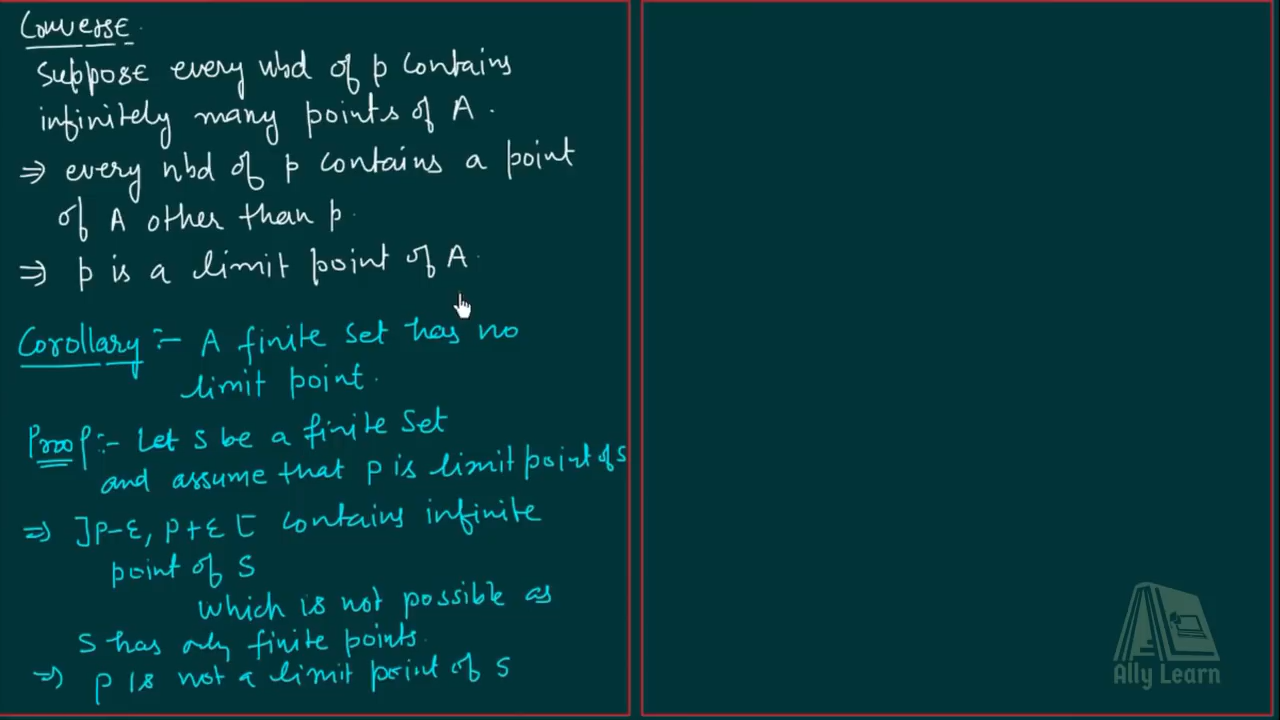 Converse.
Suppose every nbd of p contains
infinitely many points of A.
⇒ every nbd of p contains a point
of A other than p.
⇒ p is a limit point of A.
Corollary :- A finite set has no
limit point.
Proof :- Let S be a finite set
and assume that p is limit point of S
⇒ ]p-ε, p+ε[ contains infinite
point of S
which is not possible as
S has only finite points.
⇒ p is not a limit point of S
Ally Learn